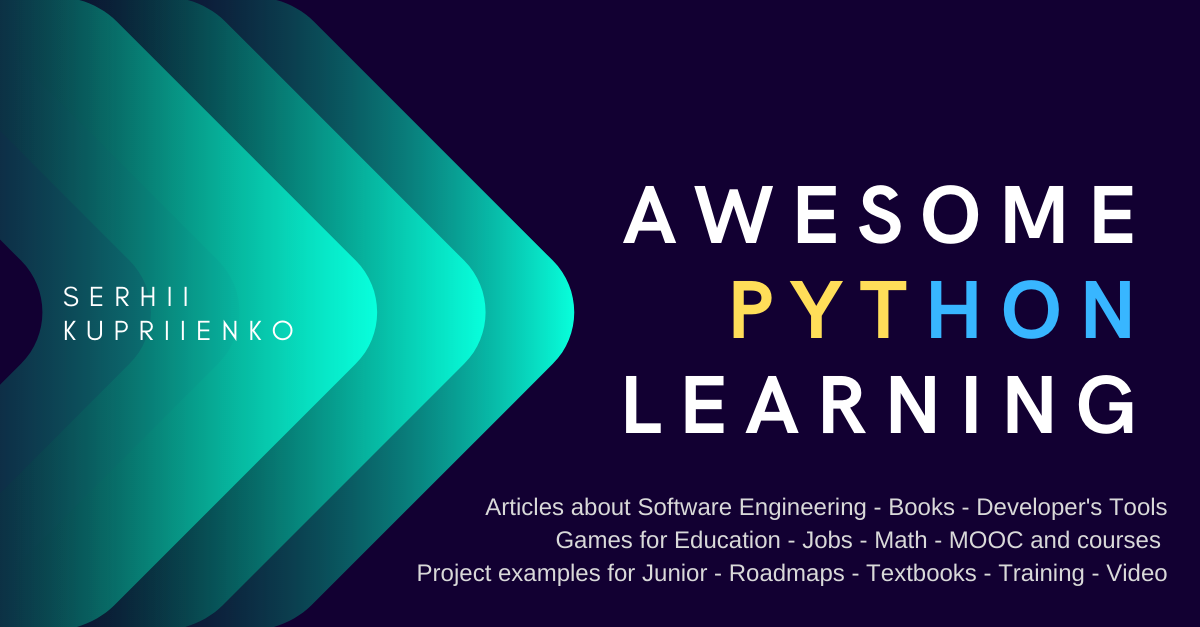 SERHII
KUPRIIENKO
AWESOME
PYTHON
LEARNING
Articles about Software Engineering - Books - Developer's Tools
Games for Education - Jobs - Math - MOOC and courses
Project examples for Junior - Roadmaps - Textbooks - Training - Video